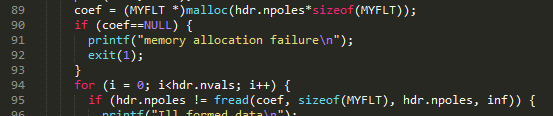 89 coef = (MYFLT *)malloc(hdr.npoles*sizeof(MYFLT));
90 if (coef==NULL) {
91 printf("memory allocation failure\n");
92 exit(1);
93 }
94 for (i = 0; i<hdr.nvals; i++) {
95 if (hdr.npoles != fread(coef, sizeof(MYFLT), hdr.npoles, inf)) {
96 printf("Ill formed data\n");